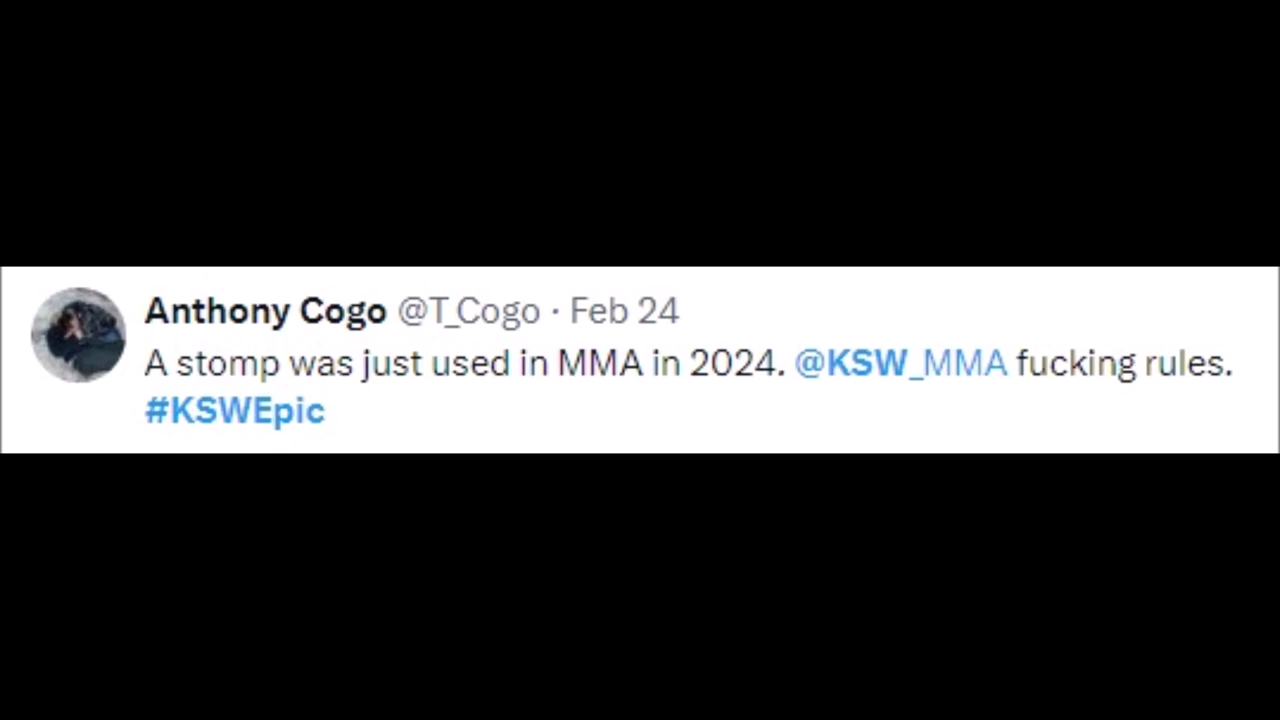 Anthony Cogo @T_Cogo · Feb 24
A stomp was just used in MMA in 2024. @KSW_MMA fucking rules.
#KSWEpic